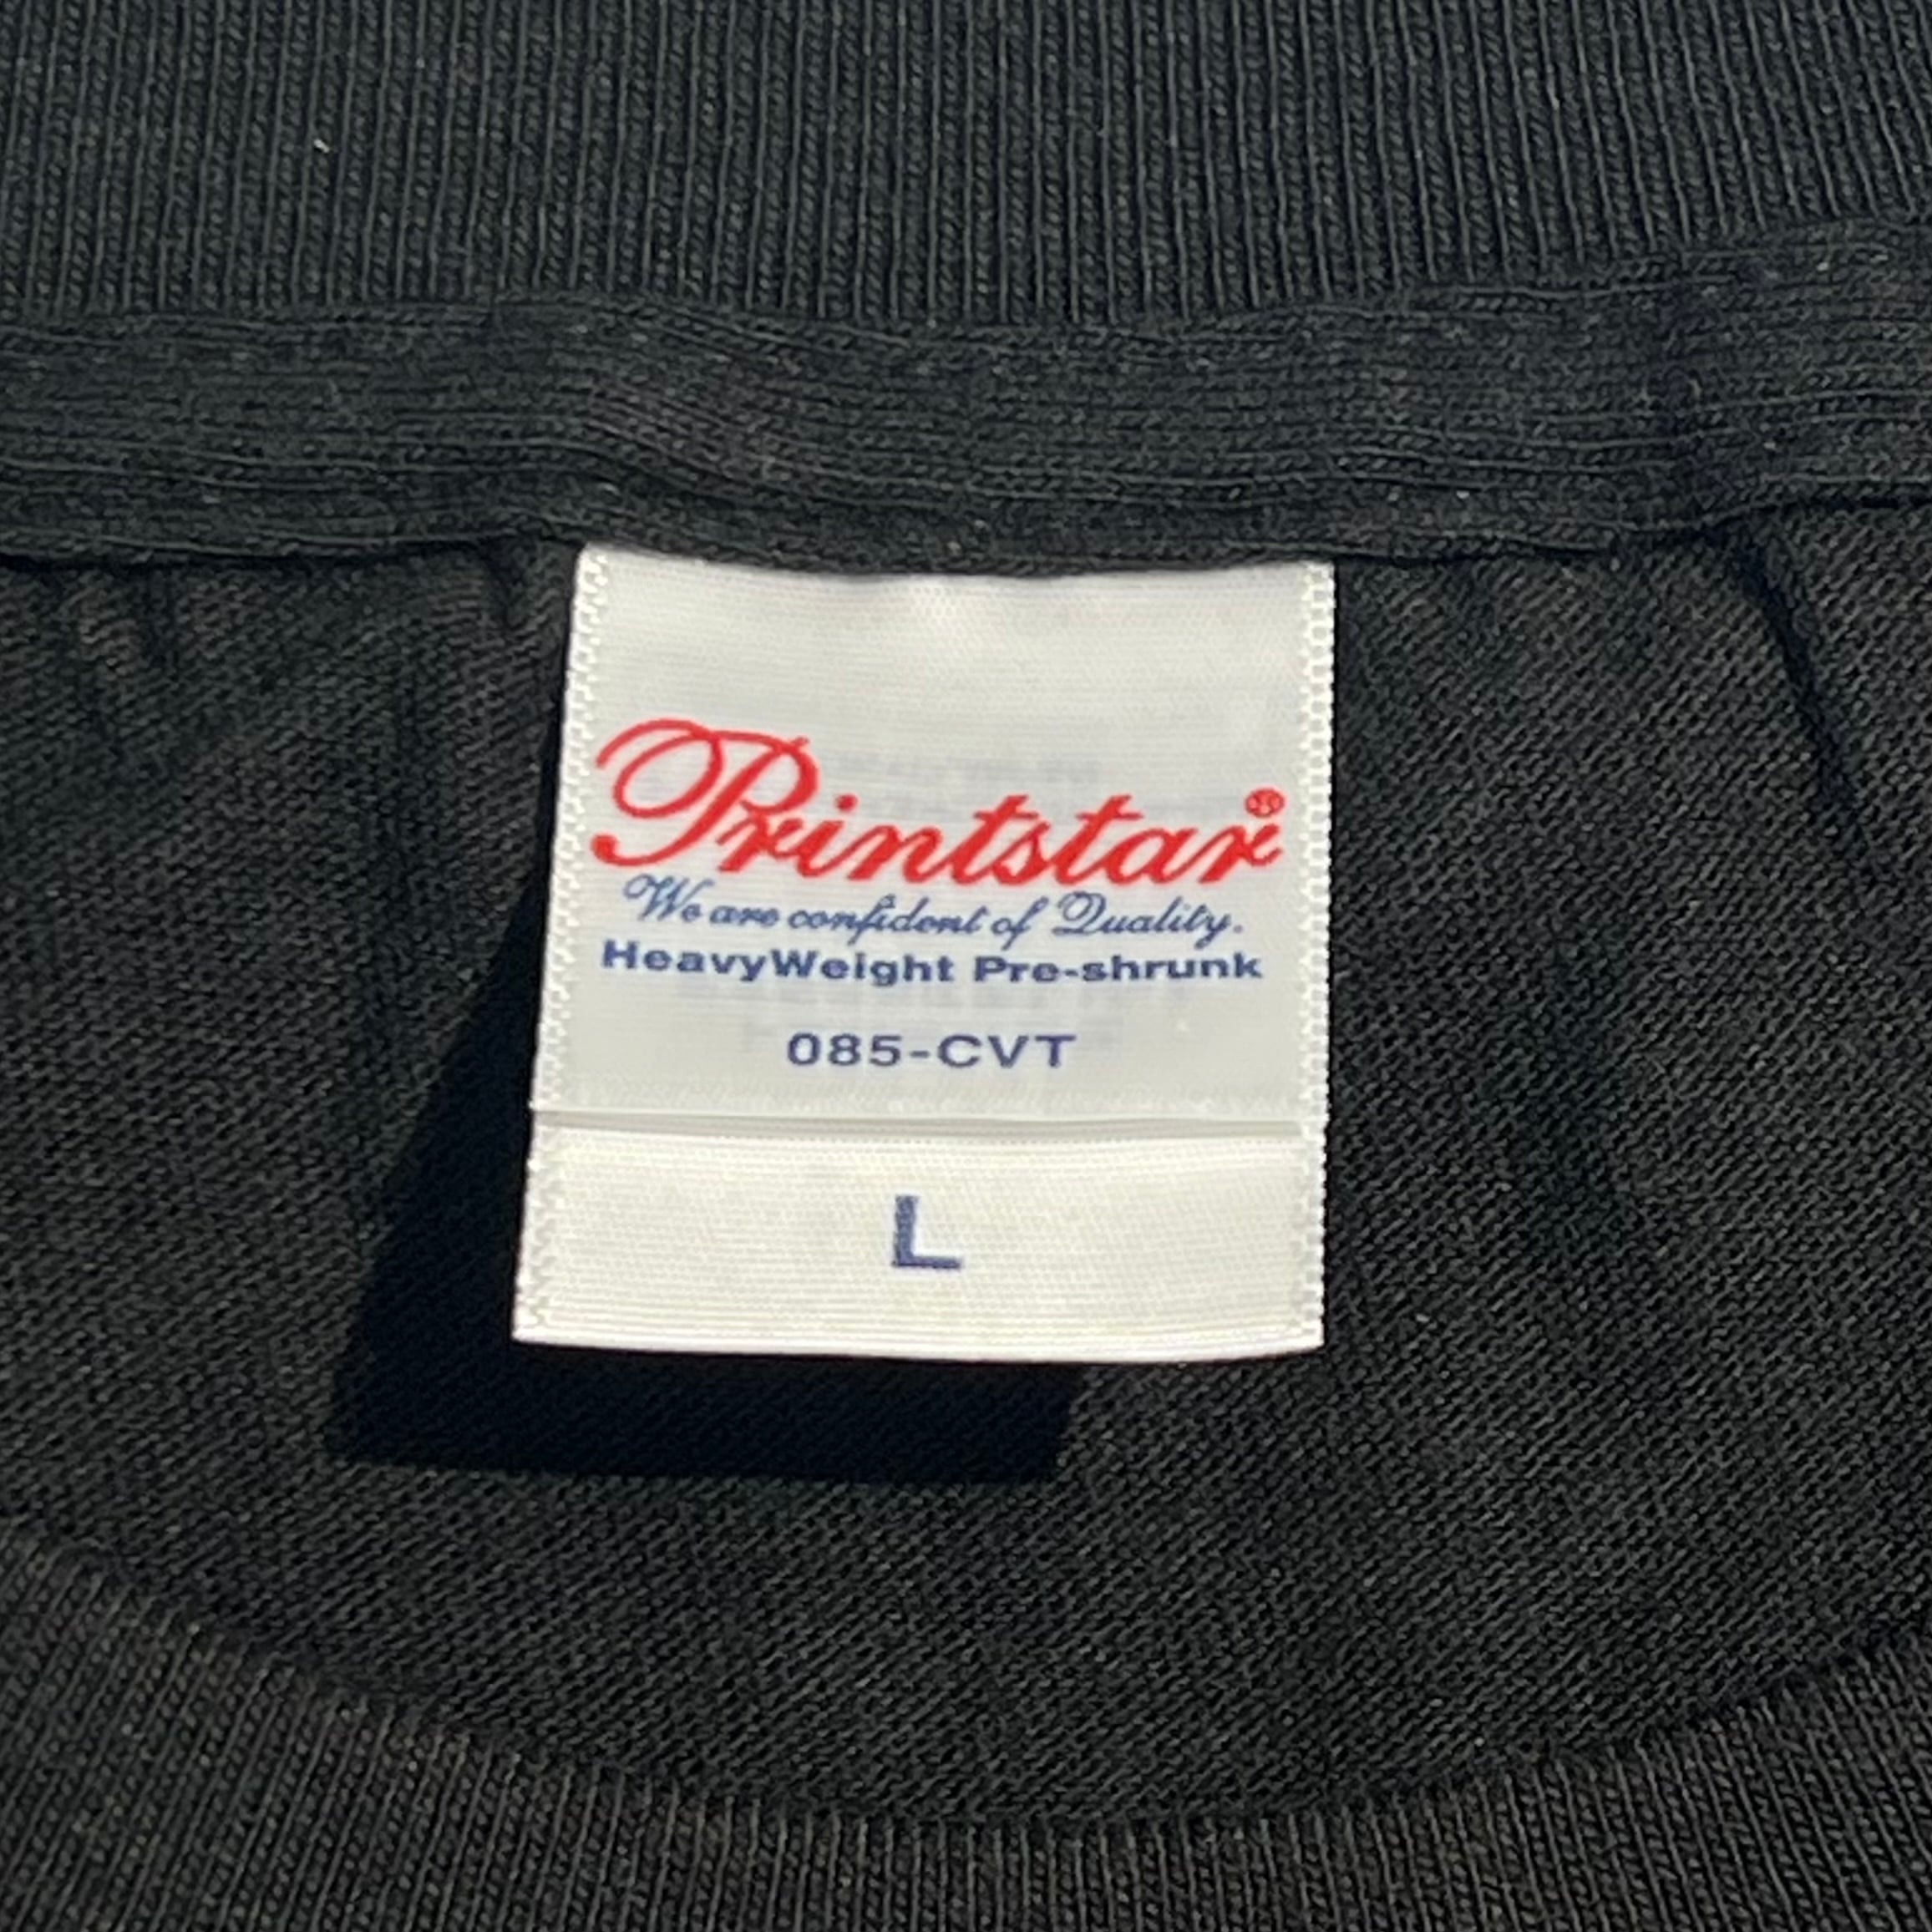 Printstar®
We are confident of Quality.
HeavyWeight Pre-shrunk
085-CVT
L